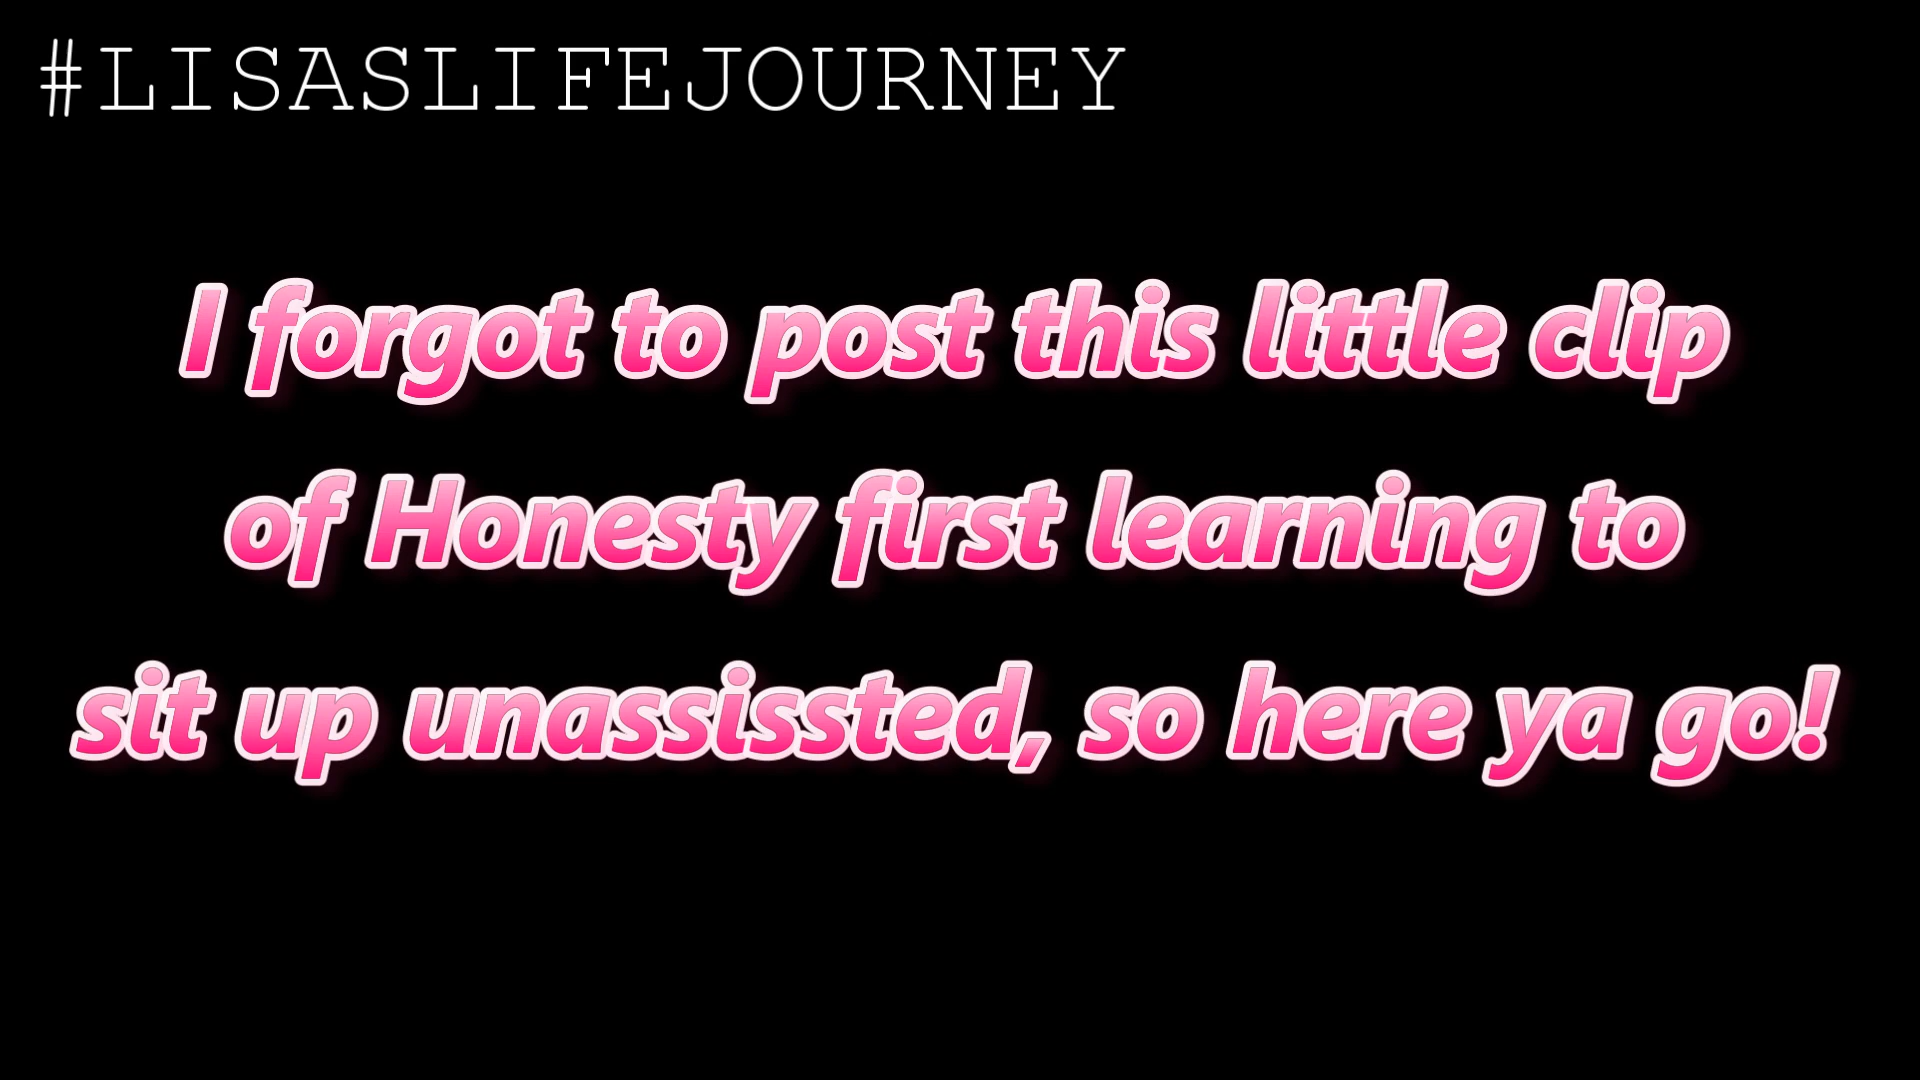 #LISASLIFEJOURNEY
I forgot to post this little clip
of Honesty first learning to
sit up unassissted, so here ya go!